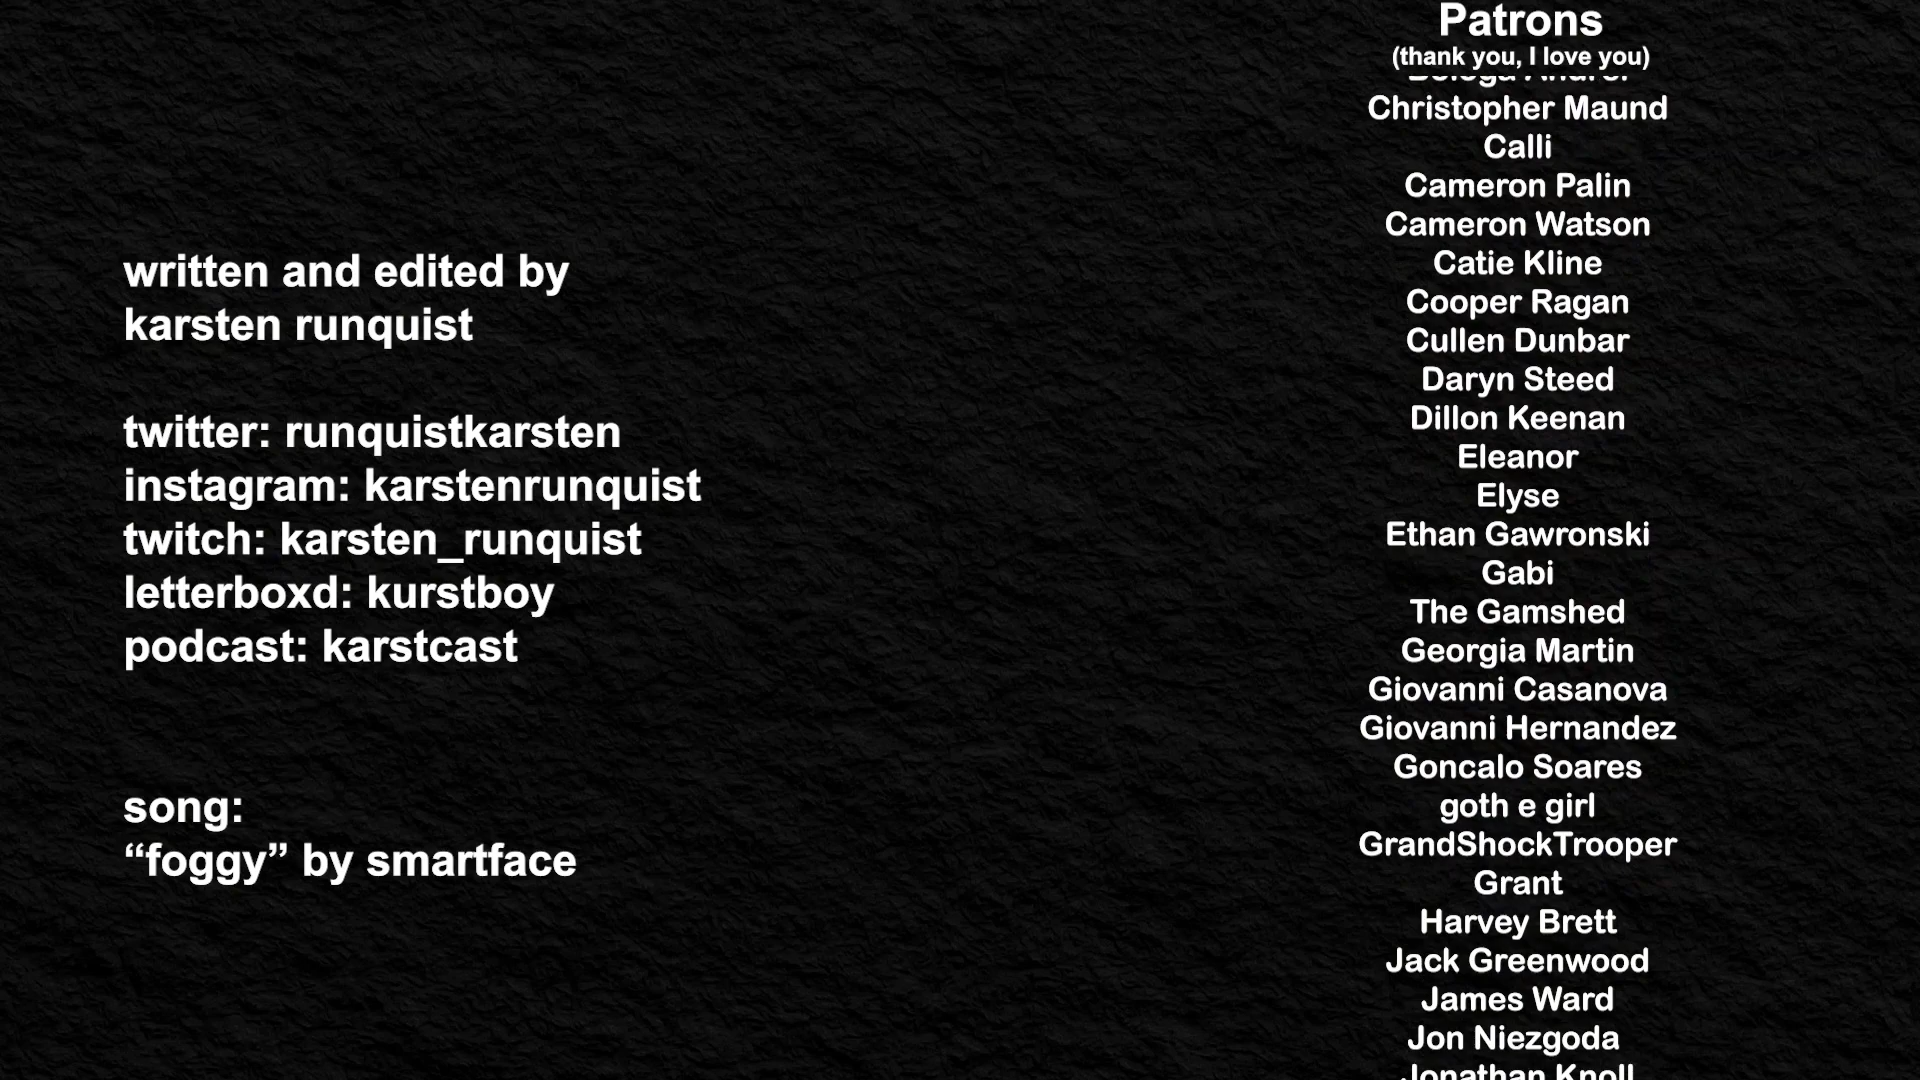 written and edited by
karsten runquist
twitter: runquistkarsten
instagram: karstenrunquist
twitch: karsten_runquist
letterboxd: kurstboy
podcast: karstcast
song:
“foggy” by smartface
Patrons
(thank you, I love you)
Christopher Maund
Calli
Cameron Palin
Cameron Watson
Catie Kline
Cooper Ragan
Cullen Dunbar
Daryn Steed
Dillon Keenan
Eleanor
Elyse
Ethan Gawronski
Gabi
The Gamshed
Georgia Martin
Giovanni Casanova
Giovanni Hernandez
Goncalo Soares
goth e girl
GrandShockTrooper
Grant
Harvey Brett
Jack Greenwood
James Ward
Jon Niezgoda
Jonathan Knoll